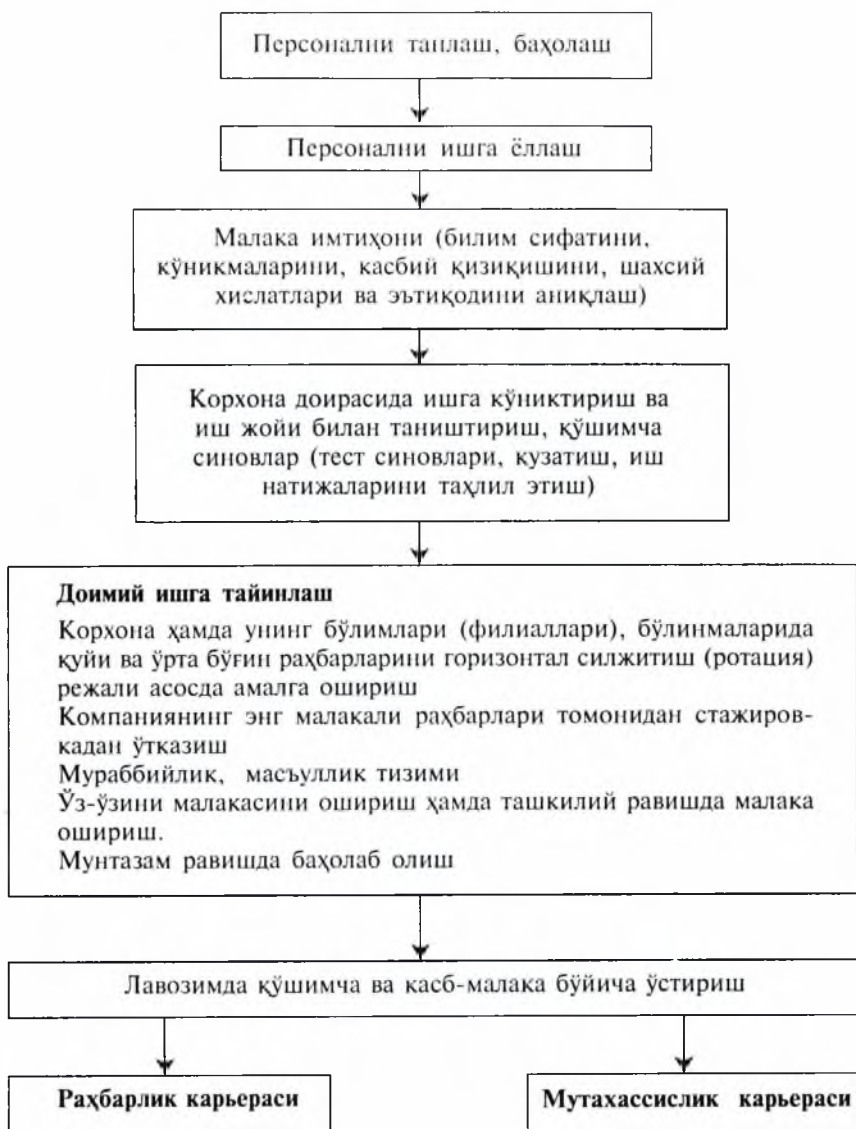 Персонални танлаш, баҳолаш
Персонални ишга ёллаш
Малака имтиҳони (билим сифатини,
кўникмаларини, касбий қизиқишини, шахсий
хислатлари ва эътиқодини аниқлаш)
Корхона доирасида ишга кўниктириш ва
иш жойи билан таништириш, қўшимча
синовлар (тест синовлари, кузатиш, иш
натижаларини таҳлил этиш)
Доимий ишга тайинлаш
Корхона ҳамда унинг бўлимлари (филиаллари), бўлинмаларида
қуйи ва ўрта бўғин раҳбарларини горизонтал силжитиш (ротация)
режали асосда амалга ошириш
Компаниянинг энг малакали раҳбарлари томонидан стажиров-
кадан ўтказиш
Мураббийлик, масъуллик тизими
Ўз-ўзини малакасини ошириш ҳамда ташкилий равишда малака
ошириш.
Мунтазам равишда баҳолаб олиш
Лавозимда қўшимча ва касб-малака бўйича ўстириш
Раҳбарлик карьераси
Мутахассислик карьераси